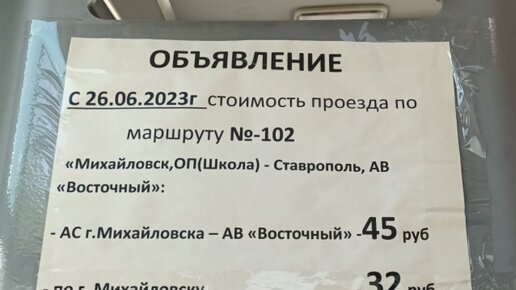 ОБЪЯВЛЕНИЕ
С 26.06.2023г стоимость проезда по
маршруту №-102
«Михайловск,ОП(Школа) - Ставрополь, АВ
«Восточный»:
- АС г.Михайловска – АВ «Восточный» -45 руб
- по г. Михайловску 32 руб